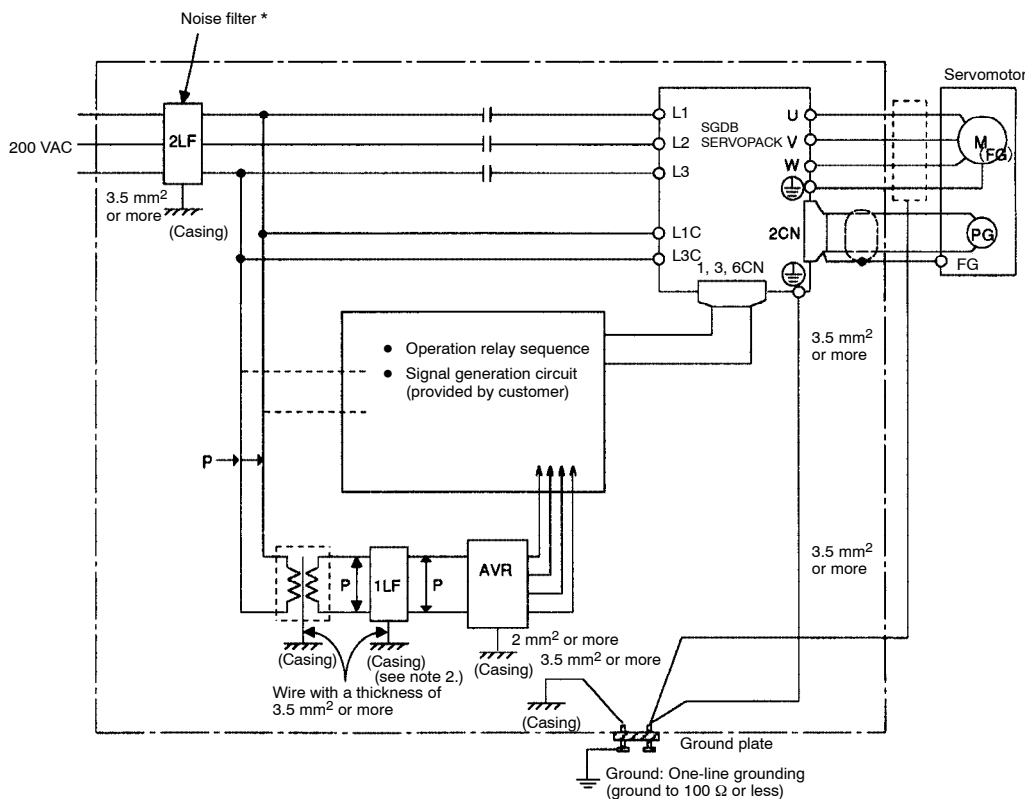 Noise filter *
Servomotor
200 VAC
2LF
3.5 mm2
or more
(Casing)
L1
L2
L3
L1C
L3C
SGDB
SERVOPACK
U
V
W
2CN
1, 3, 6CN
M
(FG)
PG
FG
● Operation relay sequence
● Signal generation circuit
(provided by customer)
3.5 mm2
or more
P
P
1LF
P
AVR
3.5 mm2
or more
(Casing)
(Casing)
(see note 2.)
(Casing)
2 mm2 or more
3.5 mm2 or more
Wire with a thickness of
3.5 mm2 or more
(Casing)
Ground plate
Ground: One-line grounding
(ground to 100 Ω or less)